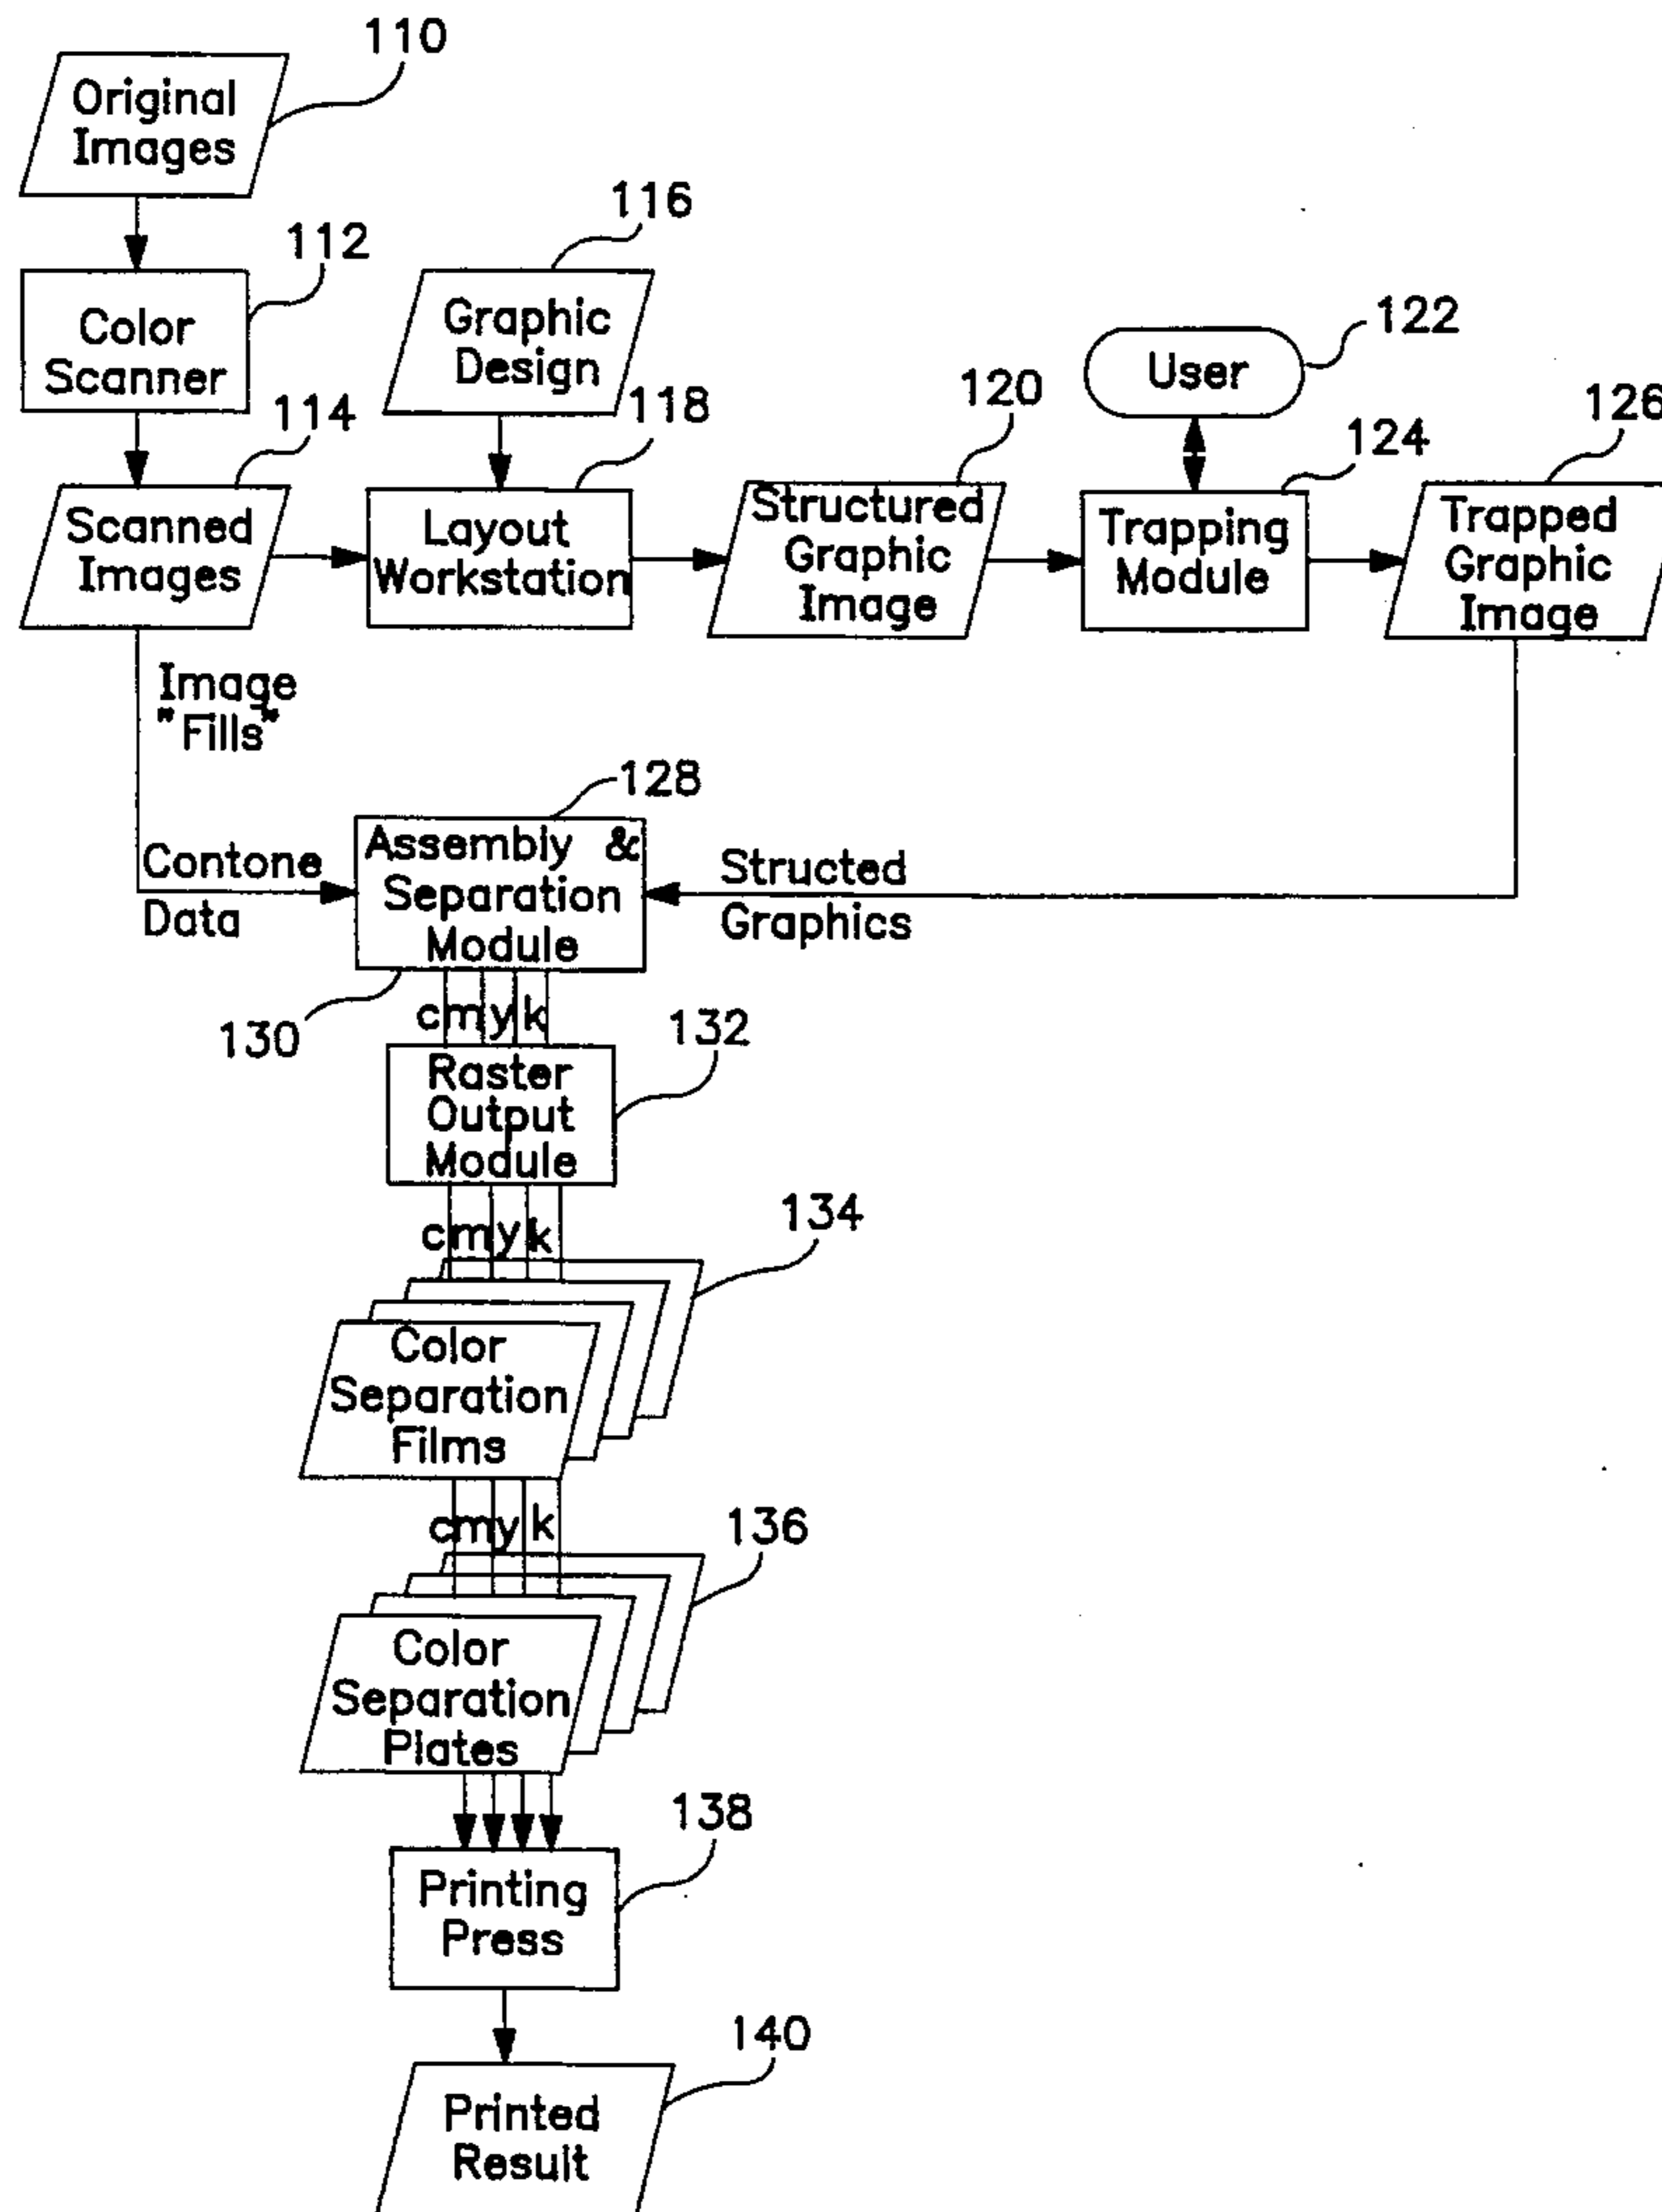 110
Original
Images
112
Color
Scanner
116
Graphic
Design
122
User
114
Scanned
Images
118
Layout
Workstation
120
Structured
Graphic
Image
124
Trapping
Module
126
Trapped
Graphic
Image
Image
"Fills"
Contone
Data
128
Assembly &
Separation
Module
Structed
Graphics
130
c m y k
132
Raster
Output
Module
c m y k
134
Color
Separation
Films
c m y k
136
Color
Separation
Plates
138
Printing
Press
140
Printed
Result